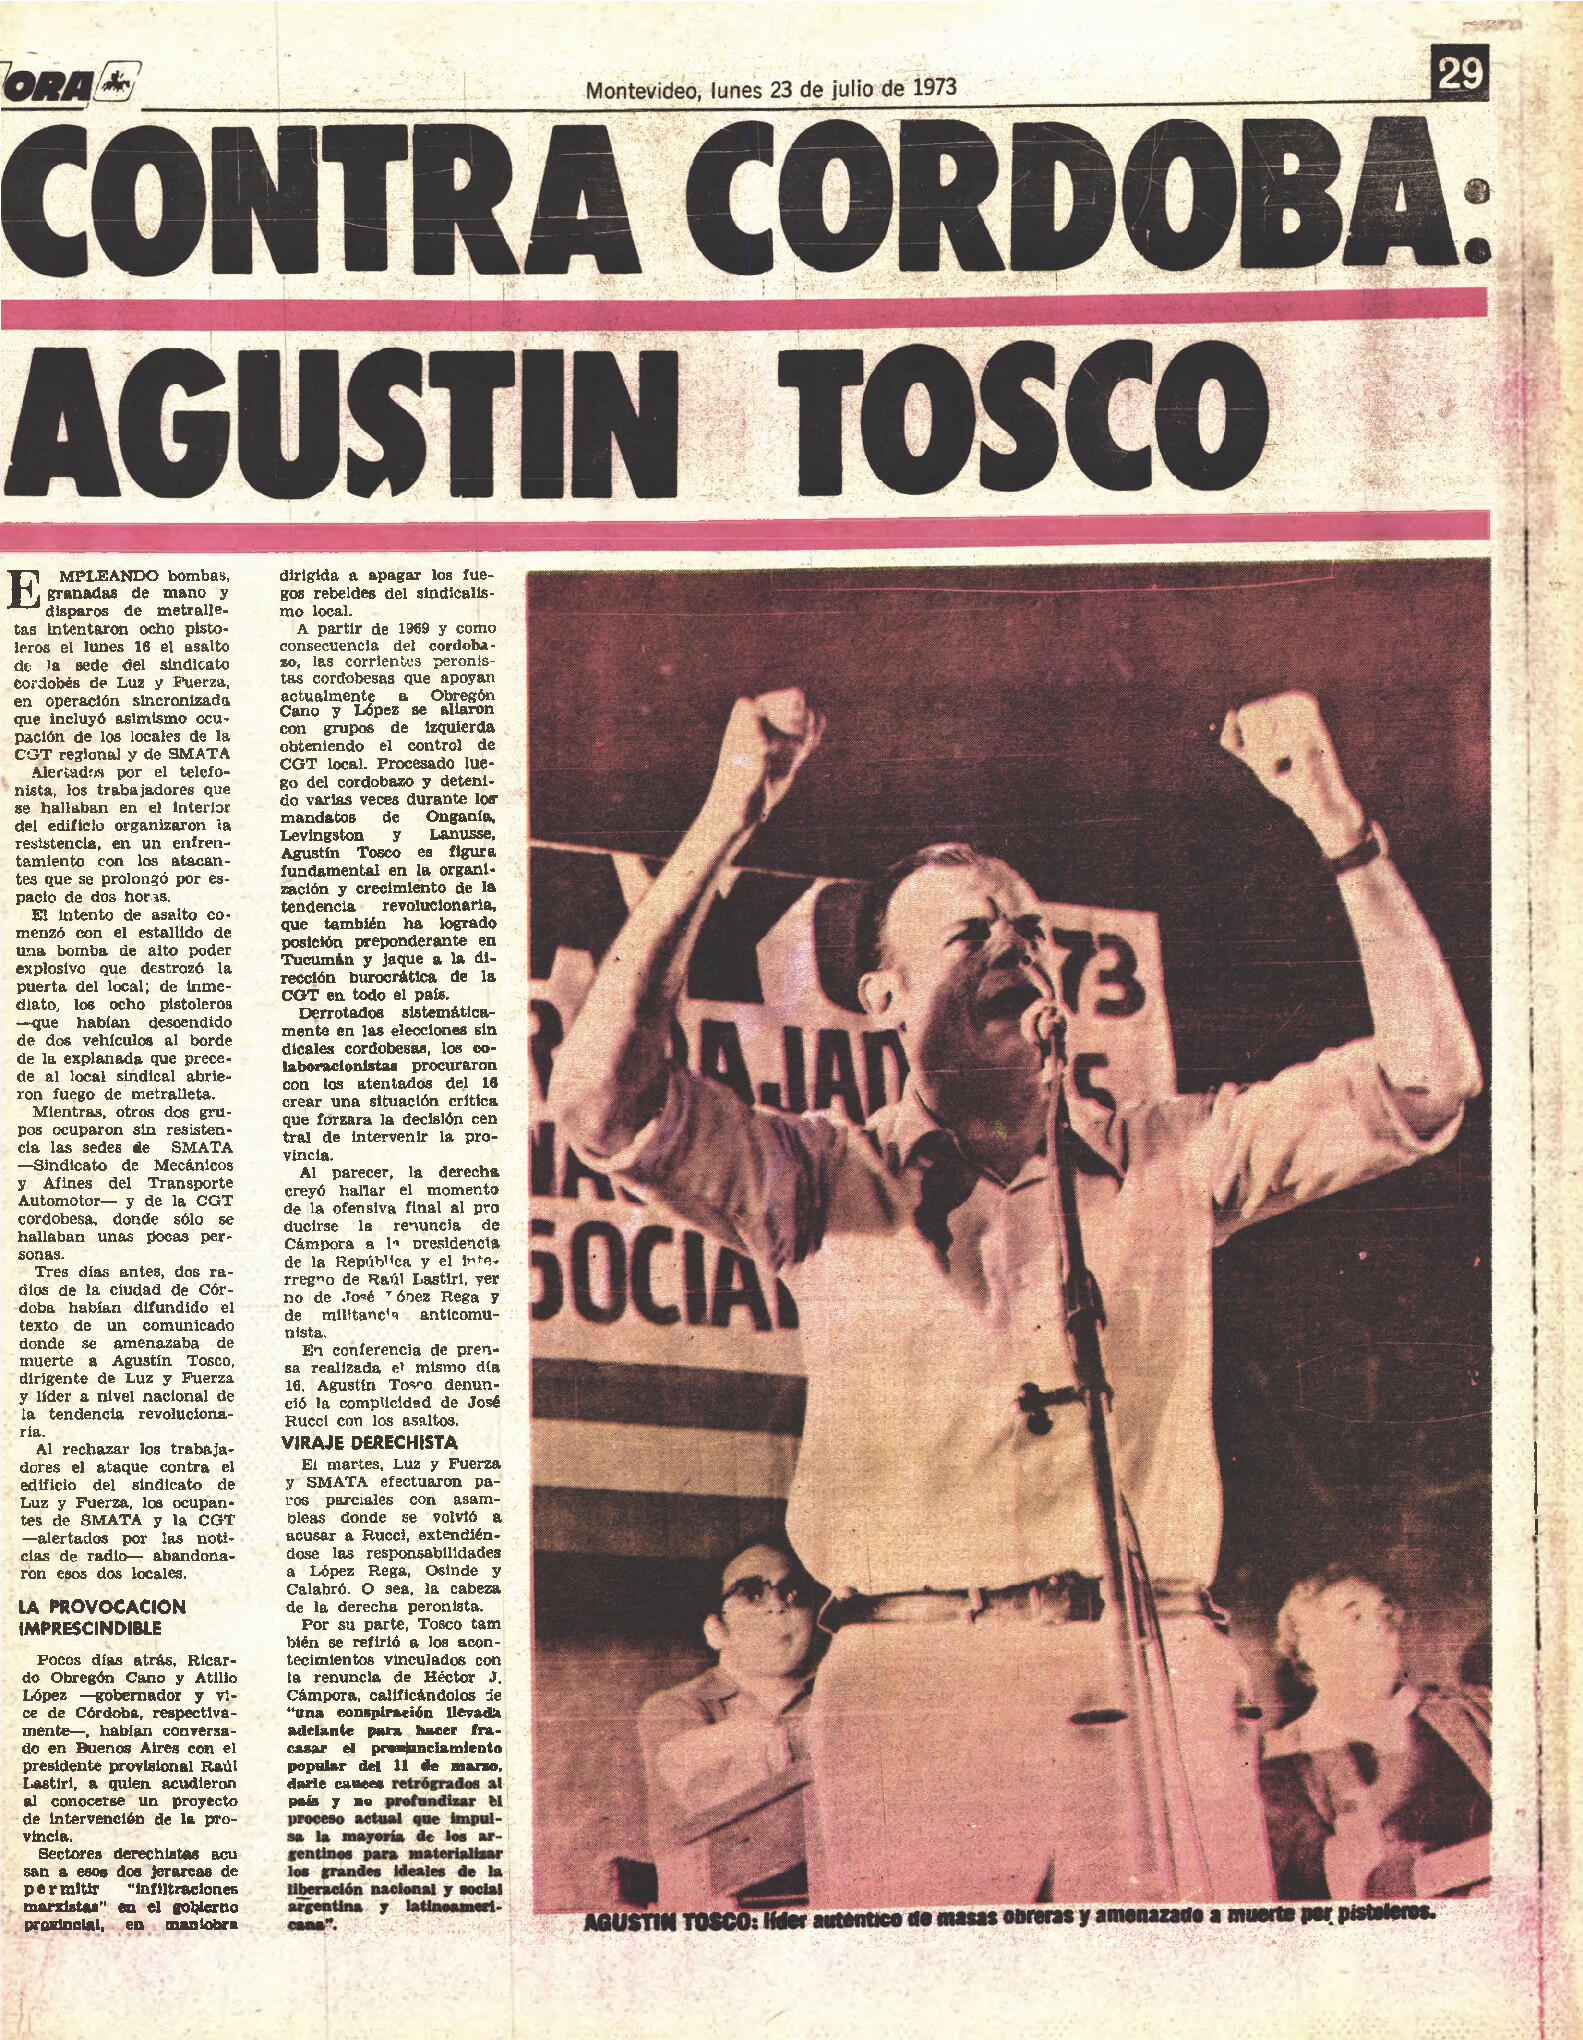 ORA
Montevideo, lunes 23 de julio de 1973
29
CONTRA CORDOBA:
AGUSTIN TOSCO
EMPLEANDO bombas,
granadas de mano y
disparos de metralle-
tas intentaron ocho pisto-
leros el lunes 16 el asalto
de la sede del sindicato
cordobés de Luz y Fuerza,
en operación sincronizada
que incluyó asimismo ocu-
pación de los locales de la
CGT regional y de SMATA
Alertados por el telefo-
nista, los trabajadores que
se hallaban en el interior
del edificio organizaron la
resistencia, en un enfren-
tamiento con los atacan-
tes que se prolongó por es-
pacio de dos horas.
El intento de asalto co-
menzó con el estallido de
una bomba de alto poder
explosivo que destrozó la
puerta del local; de inme-
diato, los ocho pistoleros
—que habían descendido
de dos vehículos al borde
de la explanada que prece-
de al local sindical abrie-
ron fuego de metralleta.
Mientras, otros dos gru-
pos ocuparon sin resisten-
cia las sedes de SMATA
—Sindicato de Mecánicos
y Afines del Transporte
Automotor— y de la CGT
cordobesa, donde sólo se
hallaban unas pocas per-
sonas.
Tres días antes, dos ra-
dios de la ciudad de Cór-
doba habían difundido el
texto de un comunicado
donde se amenazaba de
muerte a Agustín Tosco,
dirigente de Luz y Fuerza
y líder a nivel nacional de
la tendencia revoluciona-
ria.
Al rechazar los trabaja-
dores el ataque contra el
edificio del sindicato de
Luz y Fuerza, los ocupan-
tes de SMATA y la CGT
—alertados por las noti-
cias de radio— abandona-
ron esos dos locales.
LA PROVOCACION
IMPRESCINDIBLE
Pocos días atrás, Ricar-
do Obregón Cano y Atilio
López —gobernador y vi-
ce de Córdoba, respectiva-
mente—, habían conversa-
do en Buenos Aires con el
presidente provisional Raúl
Lastiri, a quien acudieron
al conocerse un proyecto
de intervención de la pro-
vincia.
Sectores derechistas acu
san a esos dos jerarcas de
permitir "infiltraciones
marxistas" en el gobierno
provincial, en maniobra
dirigida a apagar los fue-
gos rebeldes del sindicalis-
mo local.
A partir de 1969 y como
consecuencia del cordoba-
zo, las corrientes peronis-
tas cordobesas que apoyan
actualmente a Obregón
Cano y López se aliaron
con grupos de izquierda
obteniendo el control de
CGT local. Procesado lue-
go del cordobazo y deteni-
do varias veces durante los
mandatos de Onganía,
Levingston y Lanusse,
Agustín Tosco es figura
fundamental en la organi-
zación y crecimiento de la
tendencia revolucionaria,
que también ha logrado
posición preponderante en
Tucumán y jaque a la di-
rección burocrática de la
CGT en todo el país.
Derrotados sistemática-
mente en las elecciones sin
dicales cordobesas, los co-
laboracionistas procuraron
con los atentados del 16
crear una situación crítica
que forzara la decisión cen
tral de intervenir la pro-
vincia.
Al parecer, la derecha
creyó hallar el momento
de la ofensiva final al pro
ducirse la renuncia de
Cámpora a la presidencia
de la República y el inte-
rregno de Raúl Lastiri, yer
no de José López Rega y
de militancia anticomu-
nista.
En conferencia de pren-
sa realizada el mismo día
16, Agustín Tosco denun-
ció la complicidad de José
Rucci con los asaltos.
VIRAJE DERECHISTA
El martes, Luz y Fuerza
y SMATA efectuaron pa-
ros parciales con asam-
bleas donde se volvió a
acusar a Rucci, extendién-
dose las responsabilidades
a López Rega, Osinde y
Calabró. O sea, la cabeza
de la derecha peronista.
Por su parte, Tosco tam
bién se refirió a los acon-
tecimientos vinculados con
la renuncia de Héctor J.
Cámpora, calificándolos de
"una conspiración llevada
adelante para hacer fra-
casar el pronunciamiento
popular del 11 de marzo,
darle cauces retrógrados al
país y no profundizar el
proceso actual que impul-
sa la mayoría de los ar-
gentinos para materializar
los grandes ideales de la
liberación nacional y social
argentina y latinoameri-
cana".
73
AJAD
S
SOCIA
AGUSTIN TOSCO: líder auténtico de masas obreras y amenazado a muerte por pistoleros.